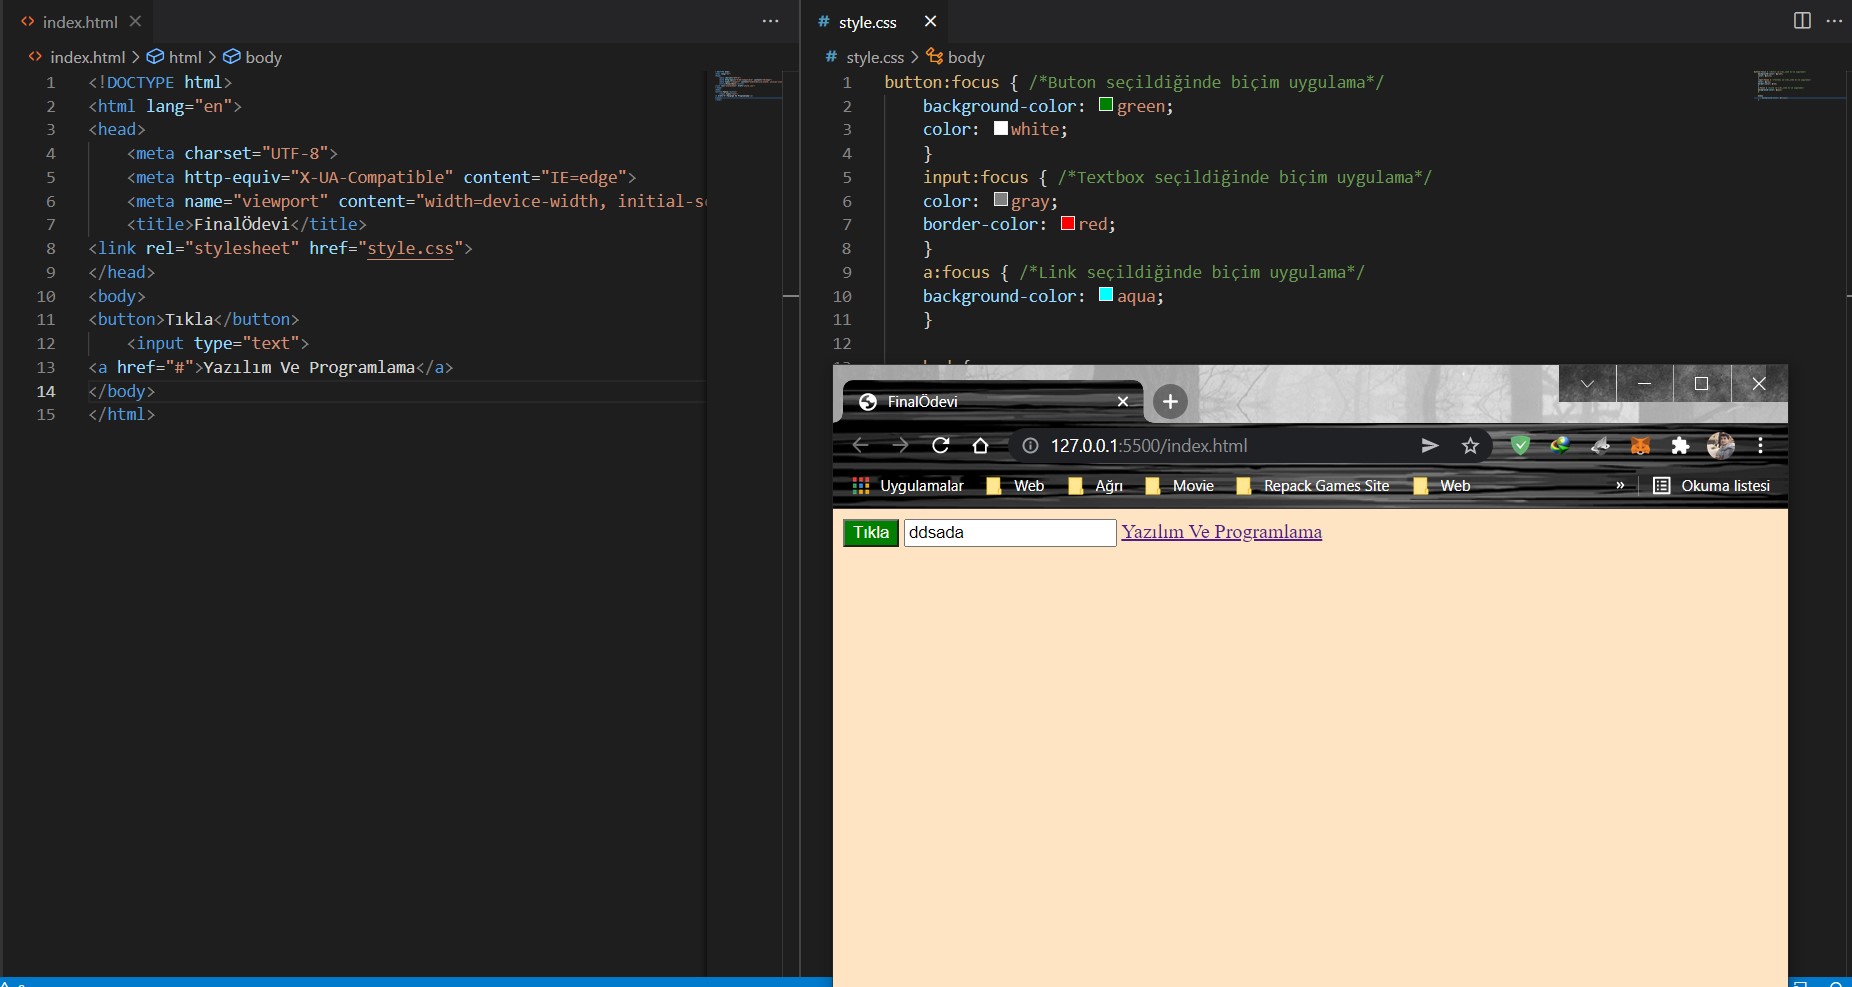 index.html
index.html > html > body
1 <!DOCTYPE html>
2 <html lang="en">
3 <head>
4 <meta charset="UTF-8">
5 <meta http-equiv="X-UA-Compatible" content="IE=edge">
6 <meta name="viewport" content="width=device-width, initial-s
7 <title>FinalÖdevi</title>
8 <link rel="stylesheet" href="style.css">
9 </head>
10 <body>
11 <button>Tıkla</button>
12 <input type="text">
13 <a href="#">Yazılım Ve Programlama</a>
14 </body>
15 </html>
# style.css
# style.css > body
1 button:focus { /*Buton seçildiğinde biçim uygulama*/
2 background-color: green;
3 color: white;
4 }
5 input:focus { /*Textbox seçildiğinde biçim uygulama*/
6 color: gray;
7 border-color: red;
8 }
9 a:focus { /*Link seçildiğinde biçim uygulama*/
10 background-color: aqua;
11 }
12
FinalÖdevi
127.0.0.1:5500/index.html
Uygulamalar Web Ağrı Movie Repack Games Site Web » Okuma listesi
Tıkla ddsada Yazılım Ve Programlama